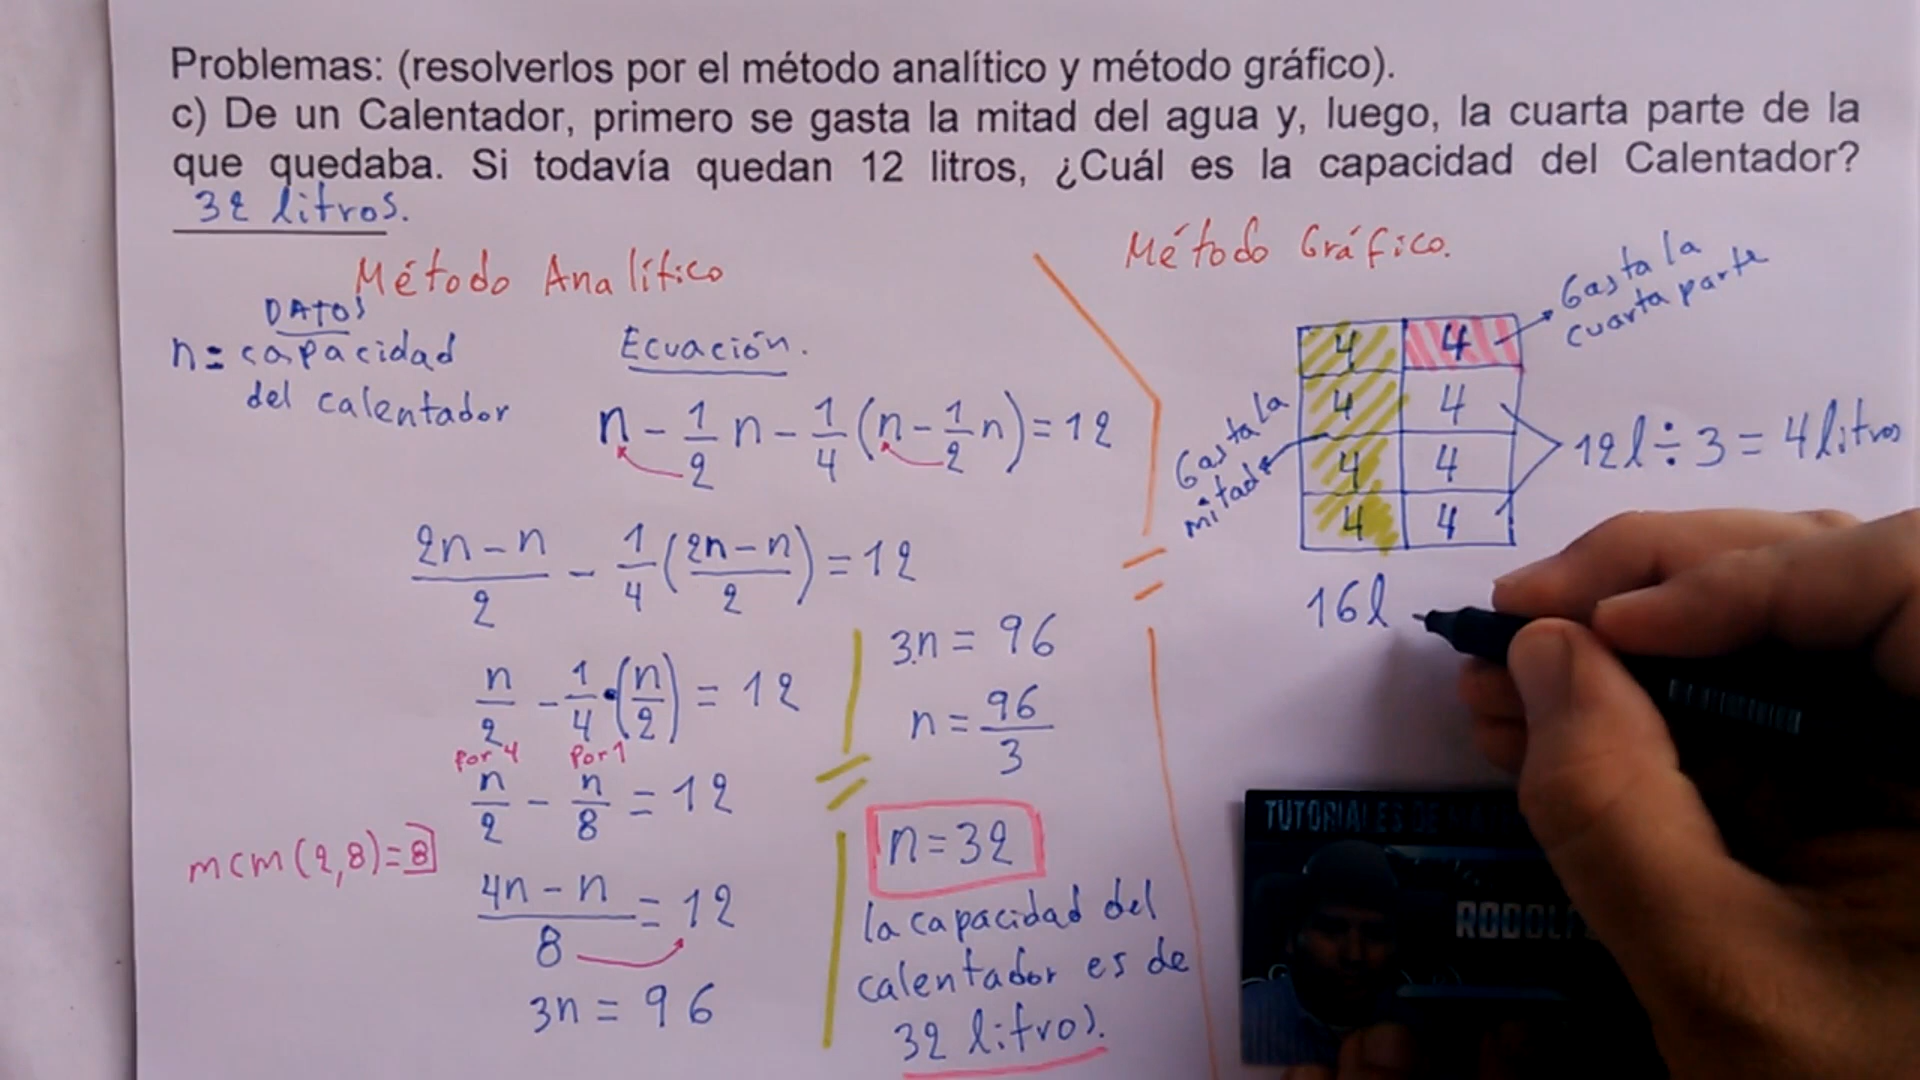 Problemas: (resolverlos por el método analítico y método gráfico).
c) De un Calentador, primero se gasta la mitad del agua y, luego, la cuarta parte de la
que quedaba. Si todavía quedan 12 litros, ¿Cuál es la capacidad del Calentador?
32 litros.
Método Analítico
DATOS
n = capacidad
del calentador
Ecuación.
n - 1/2 n - 1/4 (n - 1/2 n) = 12
(2n - n)/2 - 1/4 ((2n - n)/2) = 12
n/2 - 1/4 · (n/2) = 12
por 4 por 1
n/2 - n/8 = 12
mcm (2,8) = 8
(4n - n)/8 = 12
3n = 96
3n = 96
n = 96/3
n = 32
la capacidad del
calentador es de
32 litros.
Método Gráfico.
Gasta la
cuarta parte
Gasta la
mitad
4 4
4 4
4 4
4 4
12l ÷ 3 = 4 litros
16l
TUTORIALES DE